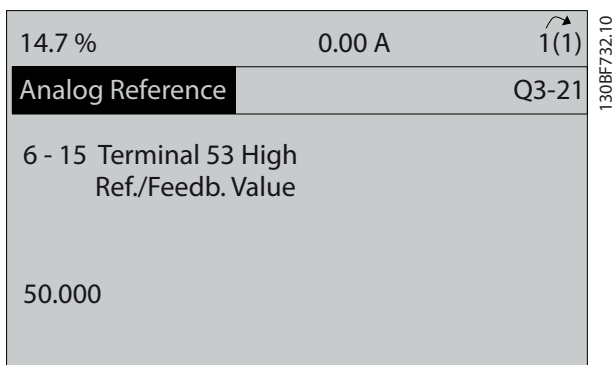 14.7 % 0.00 A 1(1)
Analog Reference Q3-21
6 - 15 Terminal 53 High
Ref./Feedb. Value
50.000
130BF732.10